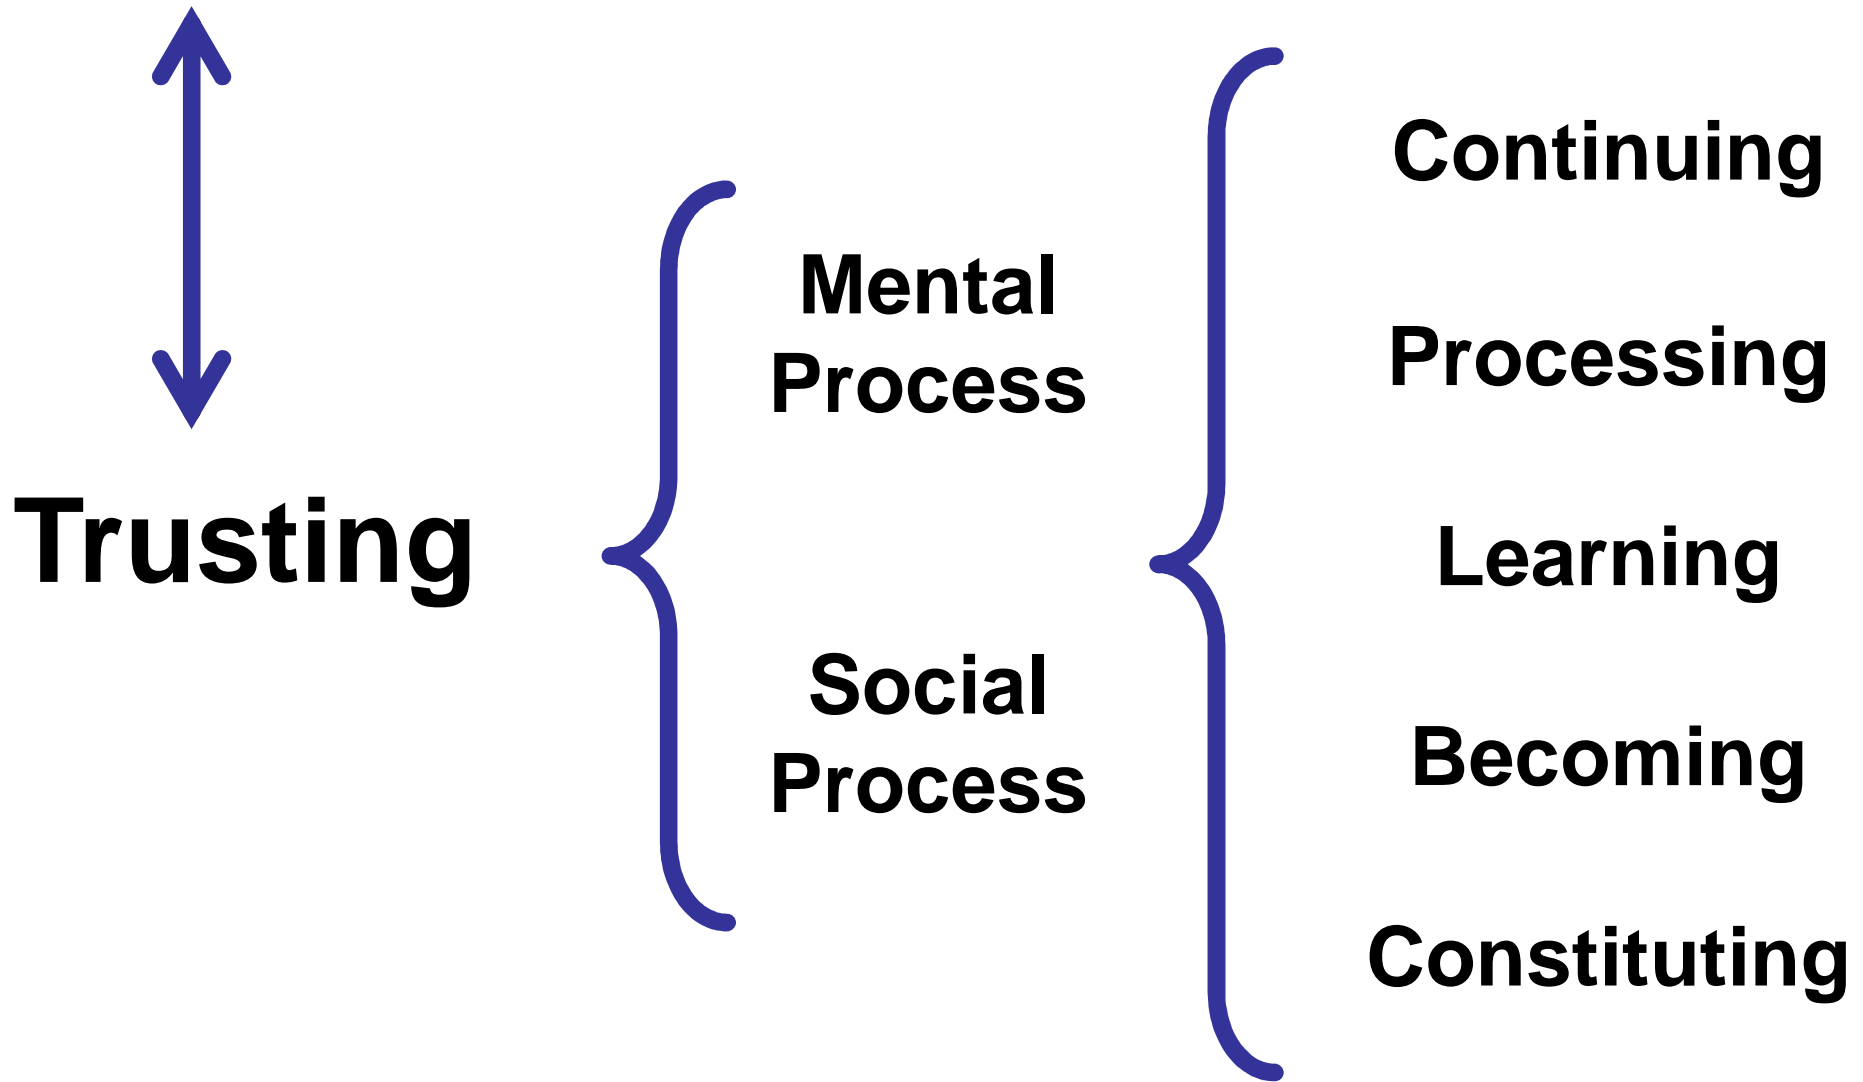 Trusting
Mental
Process
Social
Process
Continuing
Processing
Learning
Becoming
Constituting